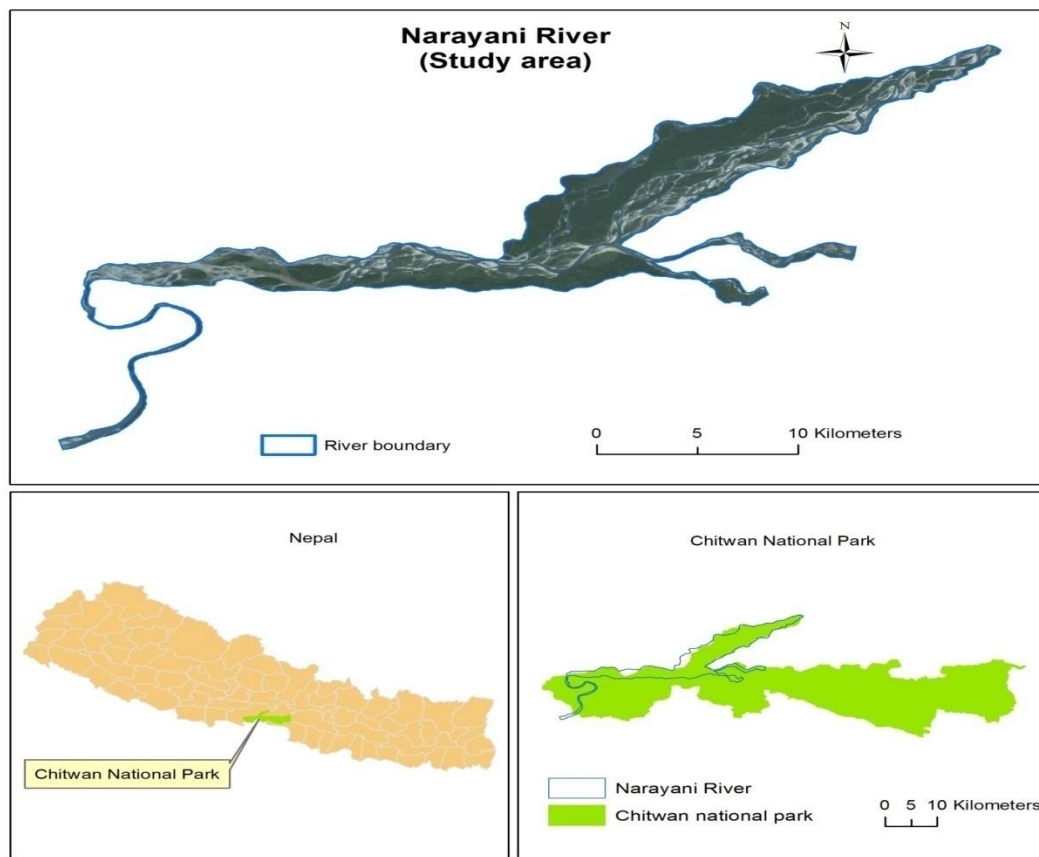 Narayani River
(Study area)
N
River boundary
0 5 10 Kilometers
Nepal
Chitwan National Park
Chitwan National Park
Narayani River
Chitwan national park
0 5 10 Kilometers